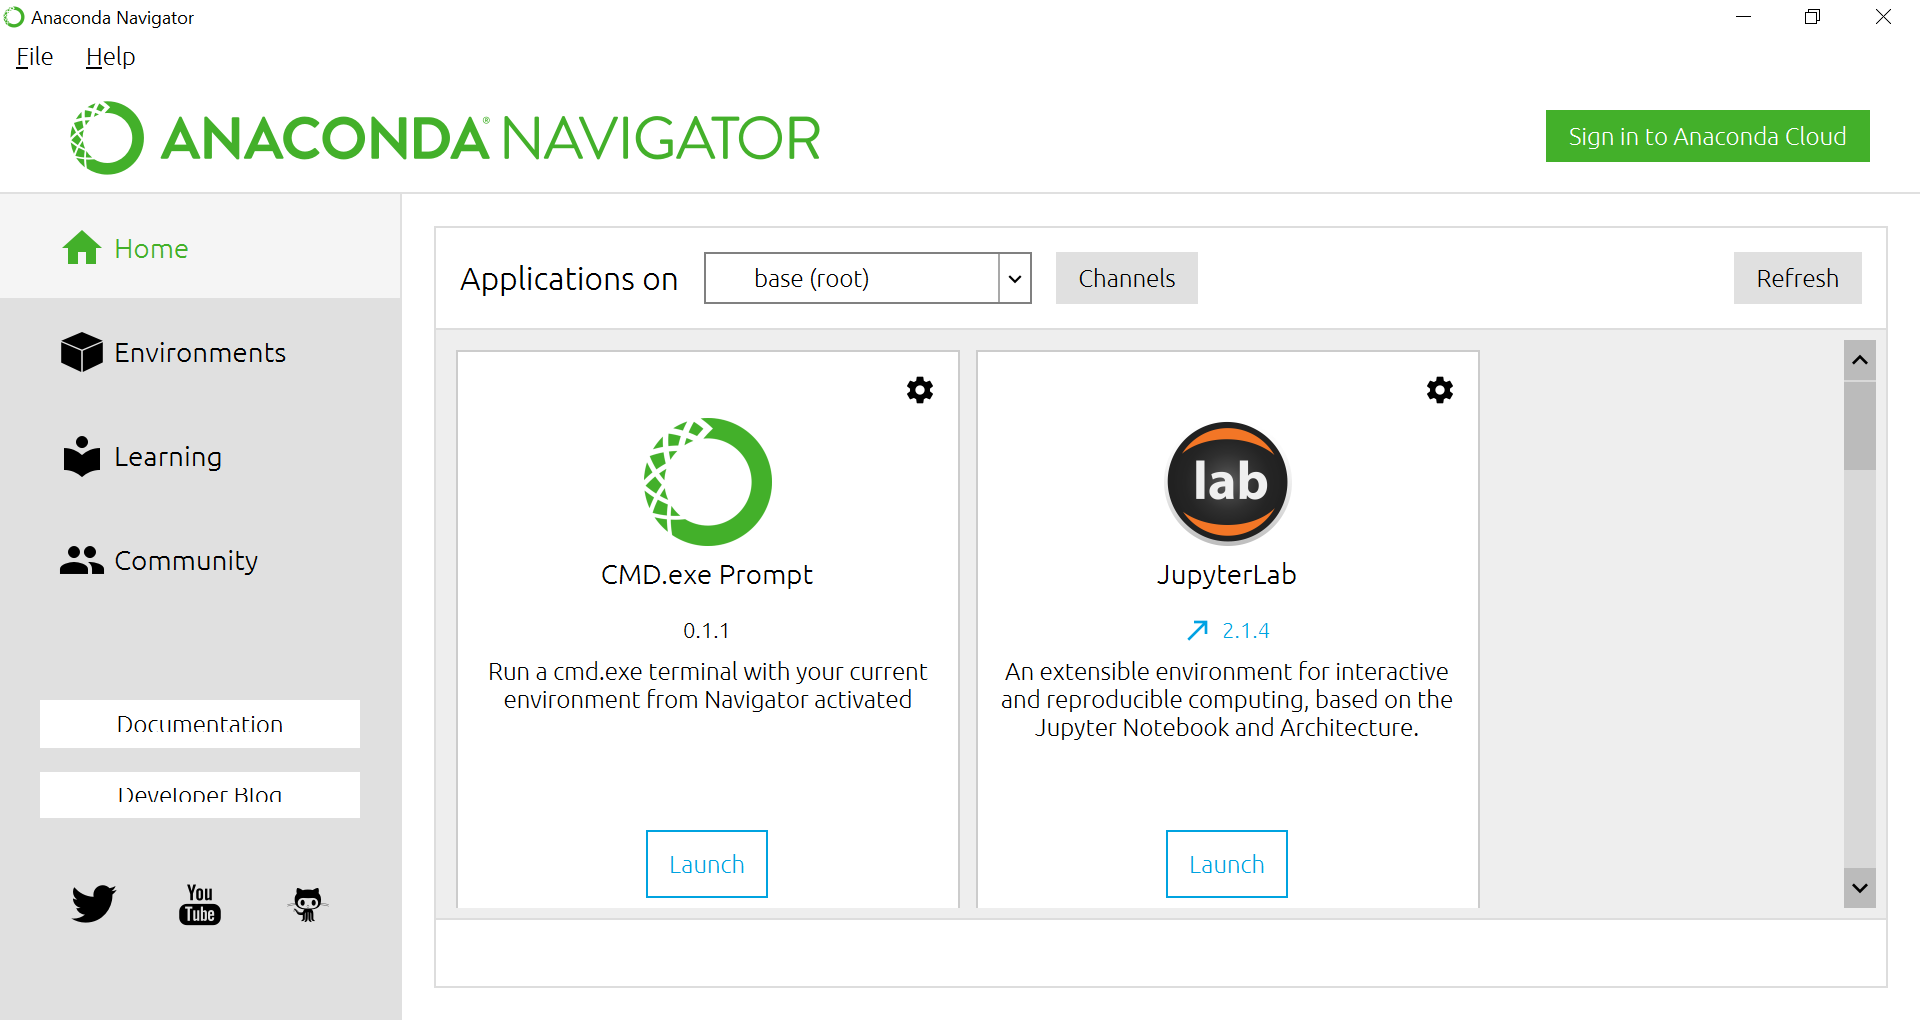 Anaconda Navigator
File Help
ANACONDA® NAVIGATOR
Sign in to Anaconda Cloud
Home
Environments
Learning
Community
Documentation
Developer Blog
You
Tube
Applications on base (root) Channels Refresh
CMD.exe Prompt
0.1.1
Run a cmd.exe terminal with your current
environment from Navigator activated
Launch
lab
JupyterLab
2.1.4
An extensible environment for interactive
and reproducible computing, based on the
Jupyter Notebook and Architecture.
Launch